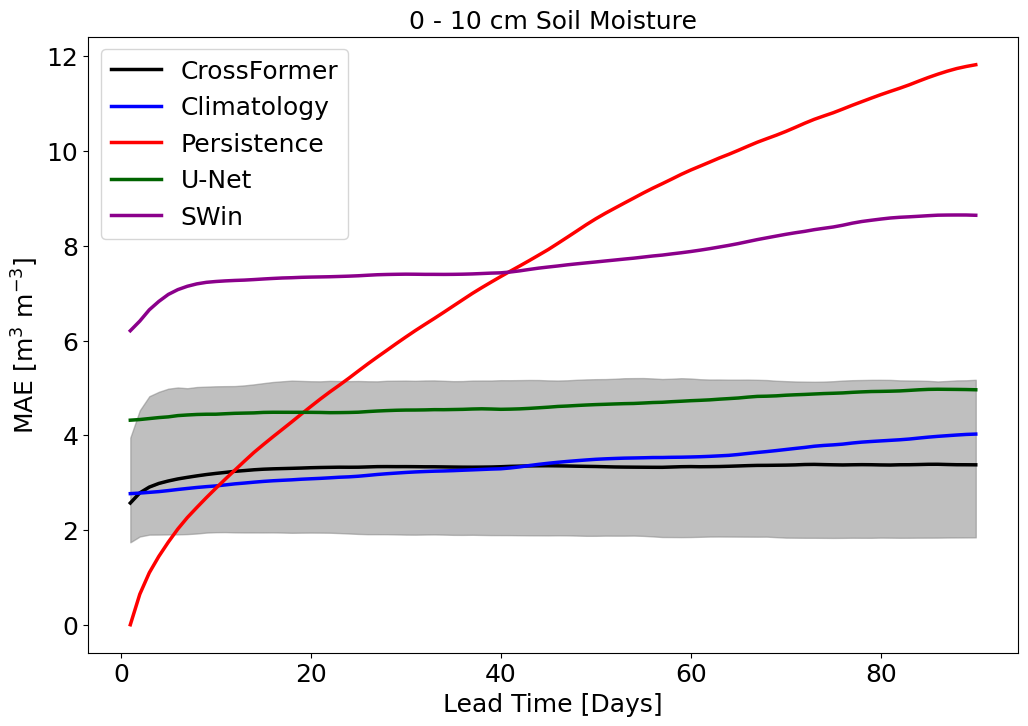 0 - 10 cm Soil Moisture
12
10
8
6
4
2
0
MAE [m³ m⁻³]
CrossFormer
Climatology
Persistence
U-Net
SWin
0 20 40 60 80
Lead Time [Days]